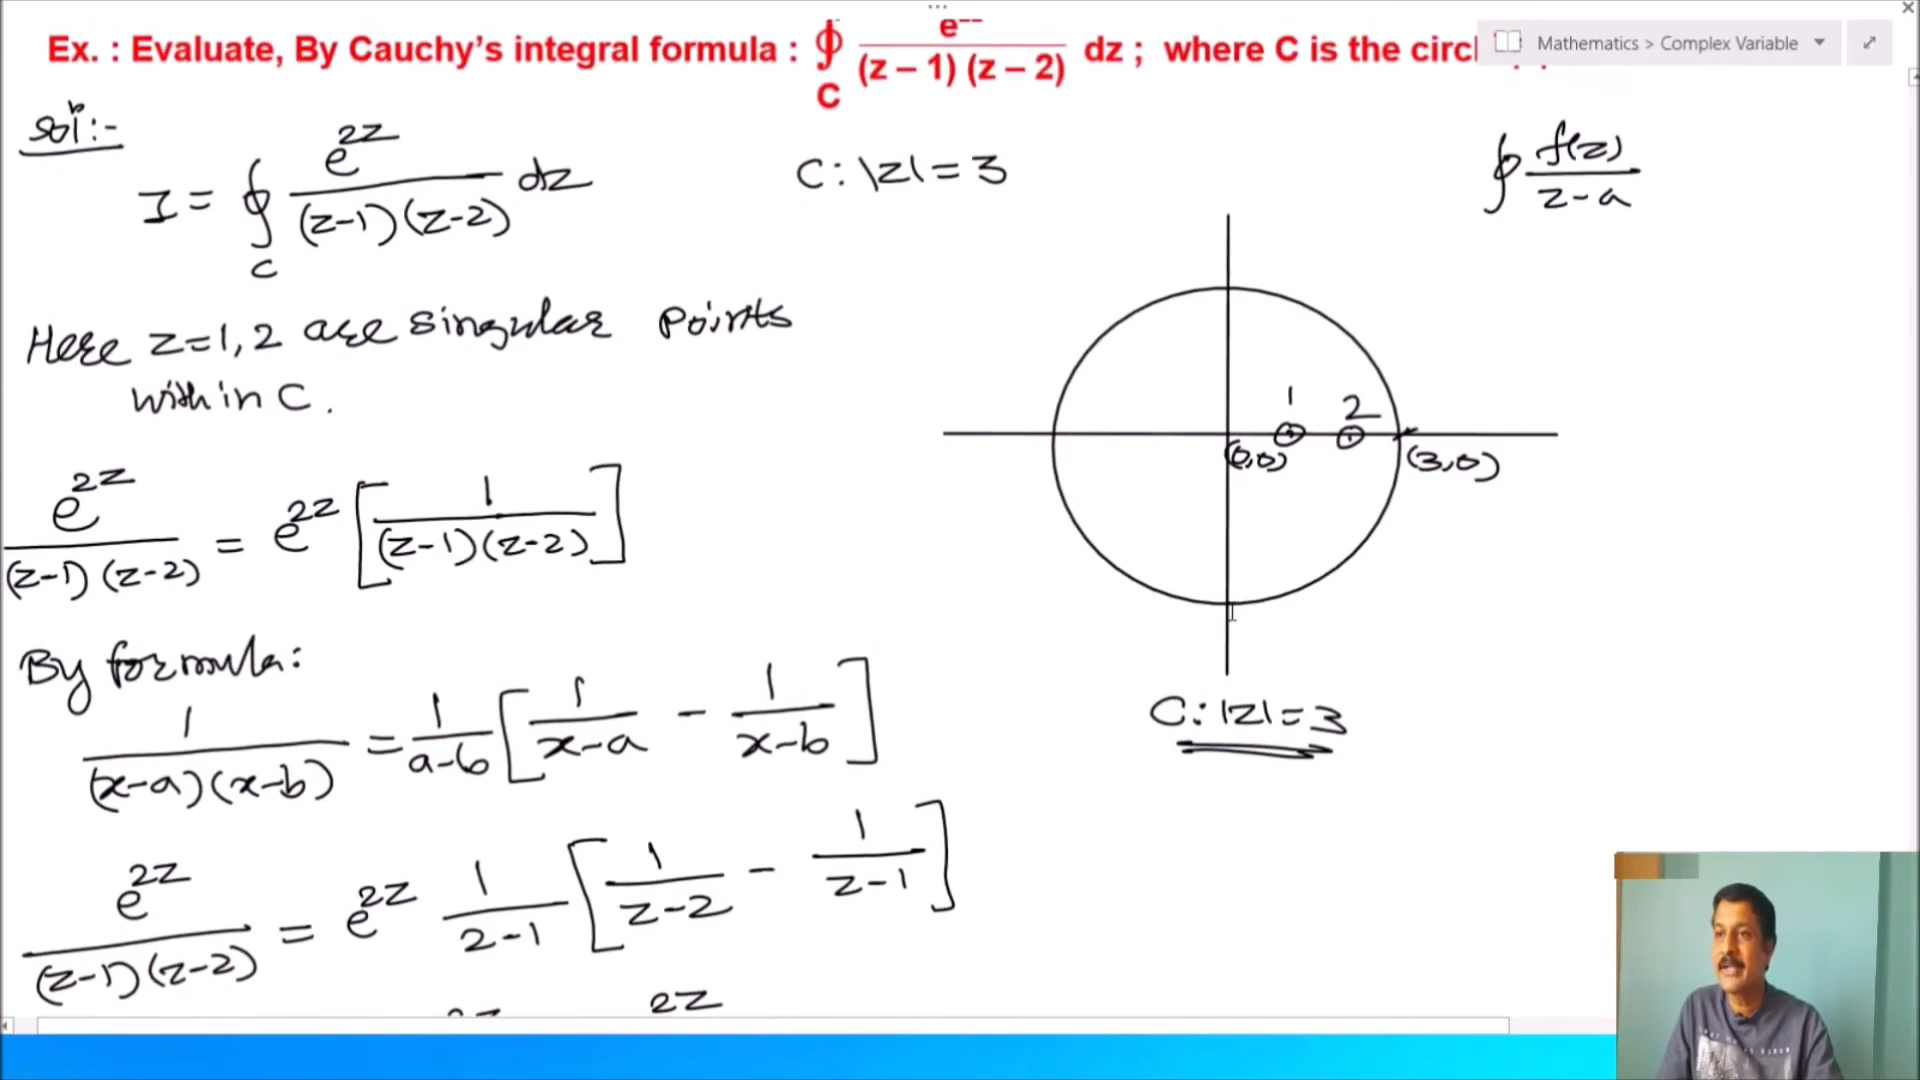 Ex. : Evaluate, By Cauchy's integral formula : ∮_C e / (z – 1) (z – 2) dz ; where C is the circl
Mathematics > Complex Variable
Solⁿ:-
I = ∮_C e^{2z} / (z-1)(z-2) dz
C: |z| = 3
∮ f(z) / z-a
Here z=1, 2 are singular points
within C.
1
2
(0,0)
(3,0)
e^{2z} / (z-1)(z-2) = e^{2z} [ 1 / (z-1)(z-2) ]
By formula:
1 / (x-a)(x-b) = 1 / a-b [ 1 / x-a - 1 / x-b ]
C: |z| = 3
e^{2z} / (z-1)(z-2) = e^{2z} 1 / 2-1 [ 1 / z-2 - 1 / z-1 ]
2z